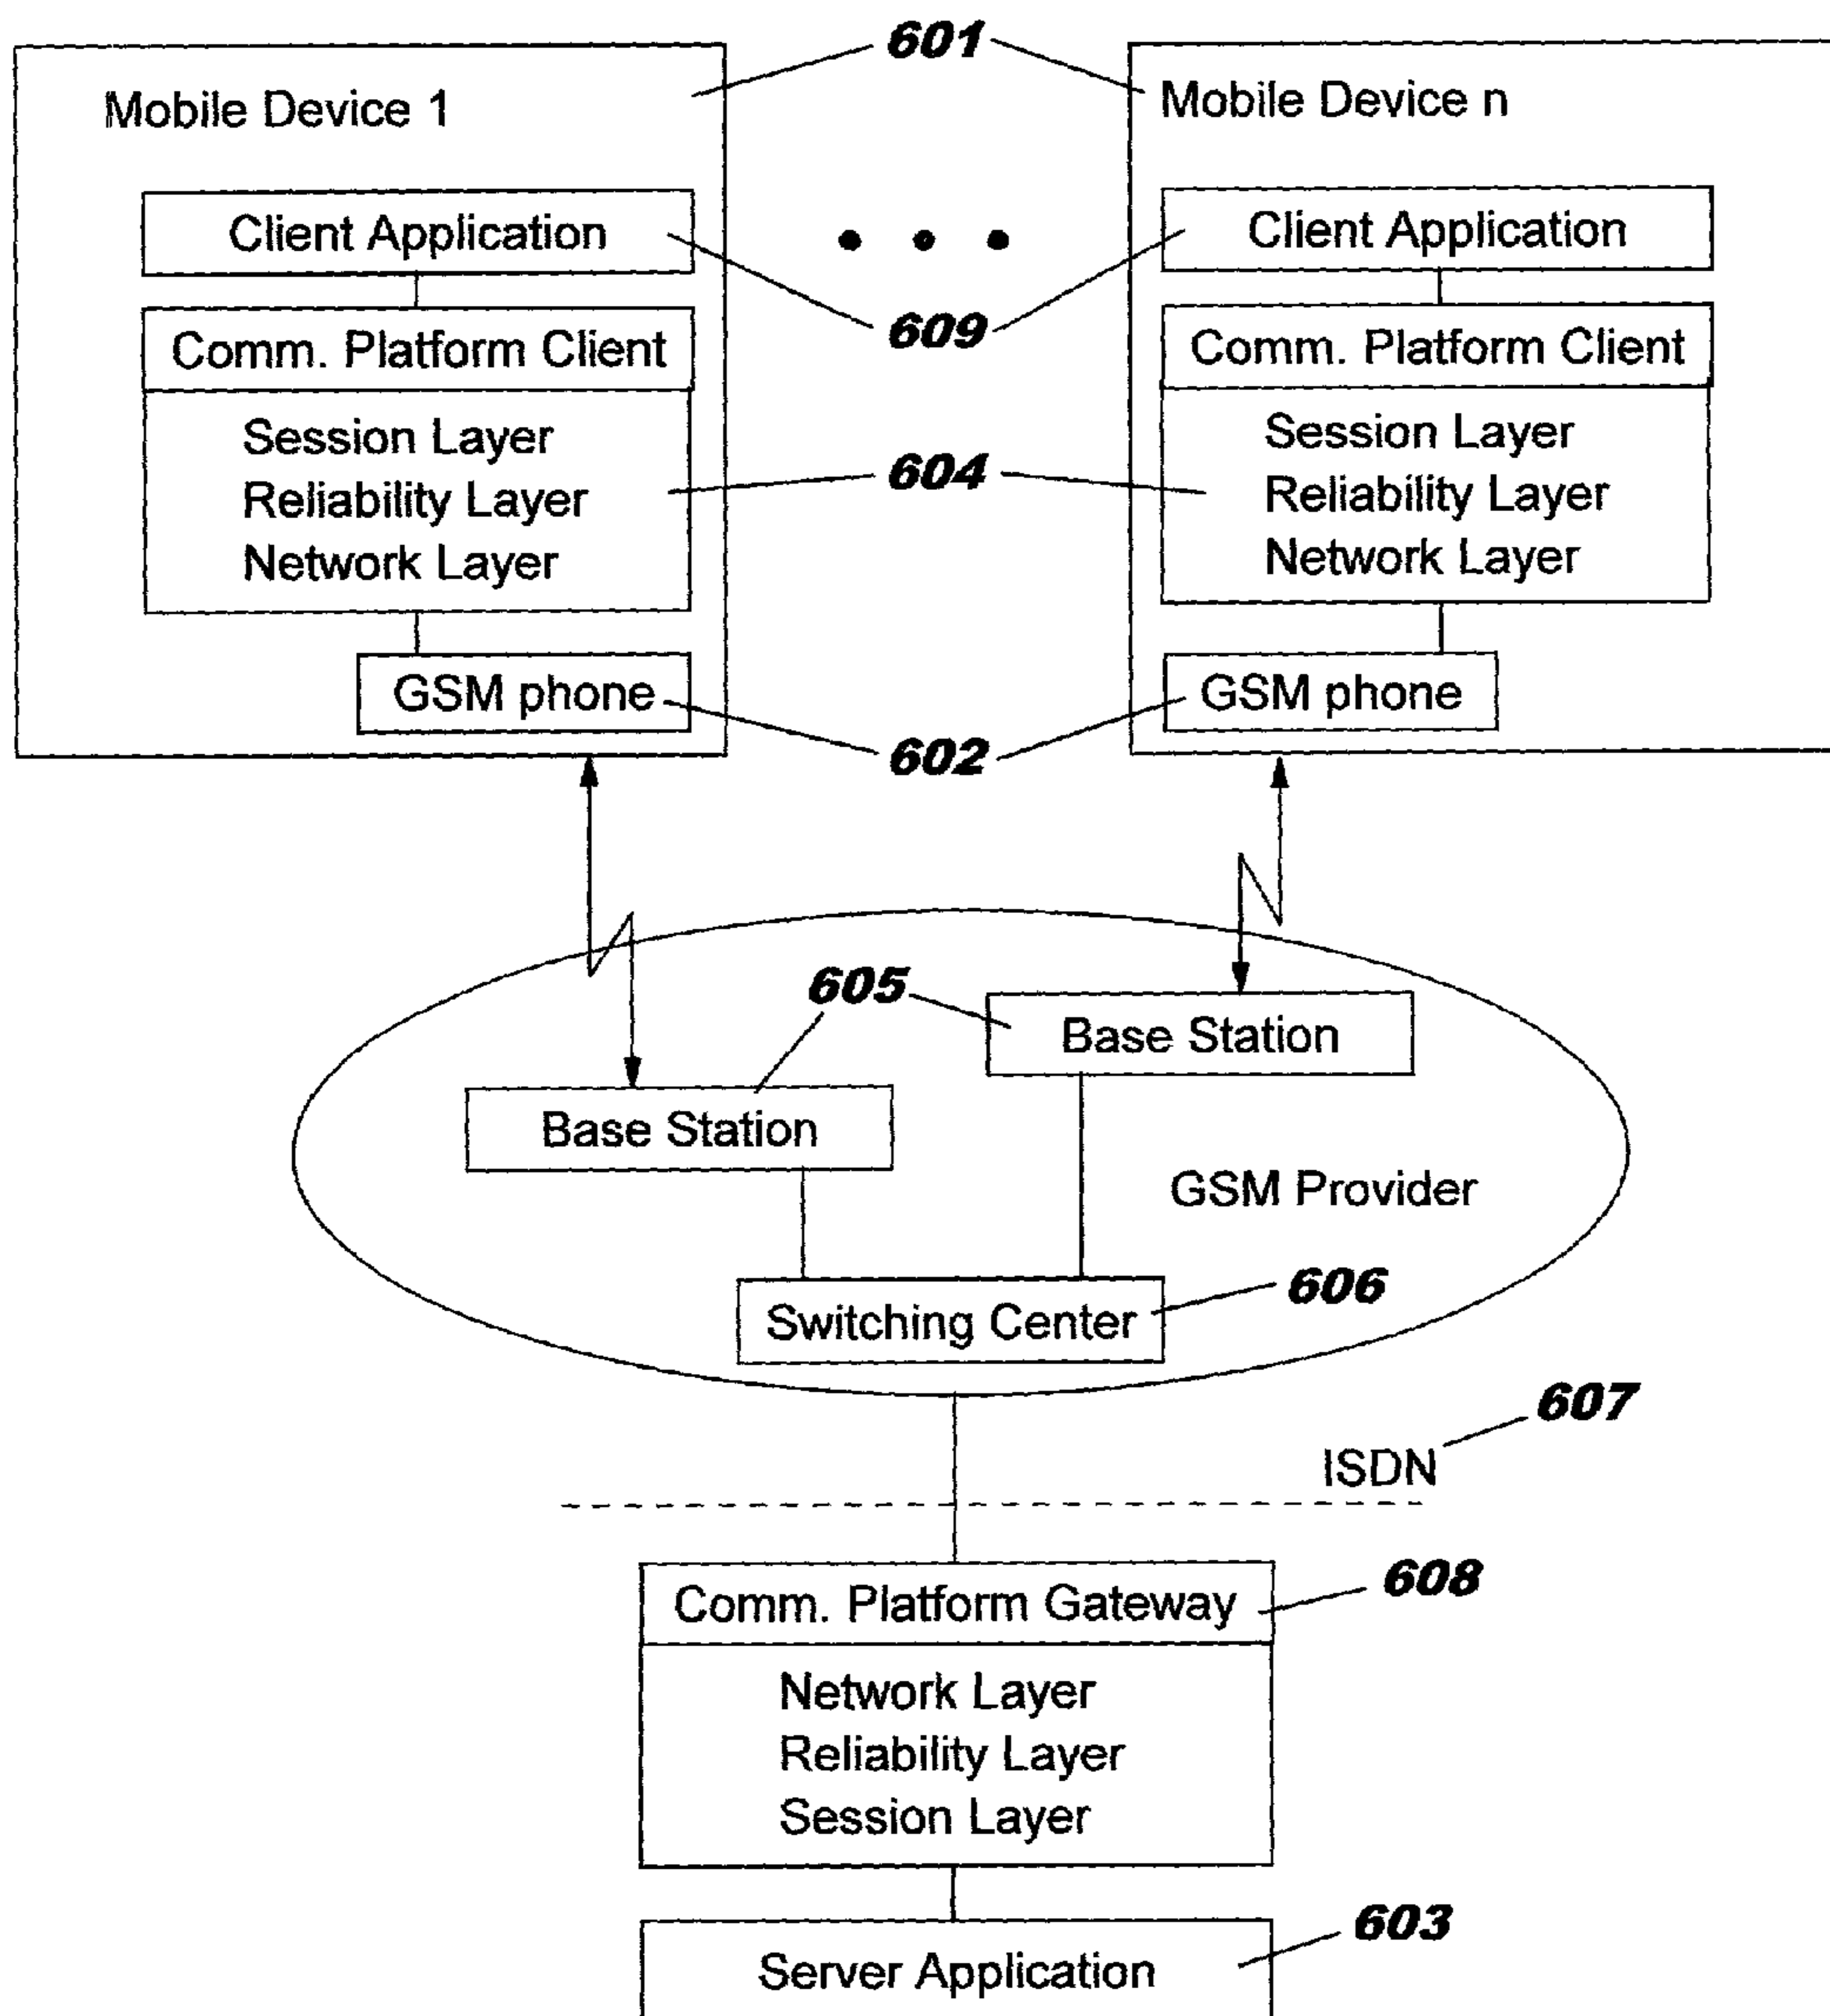 601
Mobile Device 1
Mobile Device n
Client Application
Client Application
609
Comm. Platform Client
Comm. Platform Client
Session Layer
Reliability Layer
Network Layer
604
Session Layer
Reliability Layer
Network Layer
GSM phone
GSM phone
602
605
Base Station
Base Station
GSM Provider
606
Switching Center
607
ISDN
608
Comm. Platform Gateway
Network Layer
Reliability Layer
Session Layer
603
Server Application